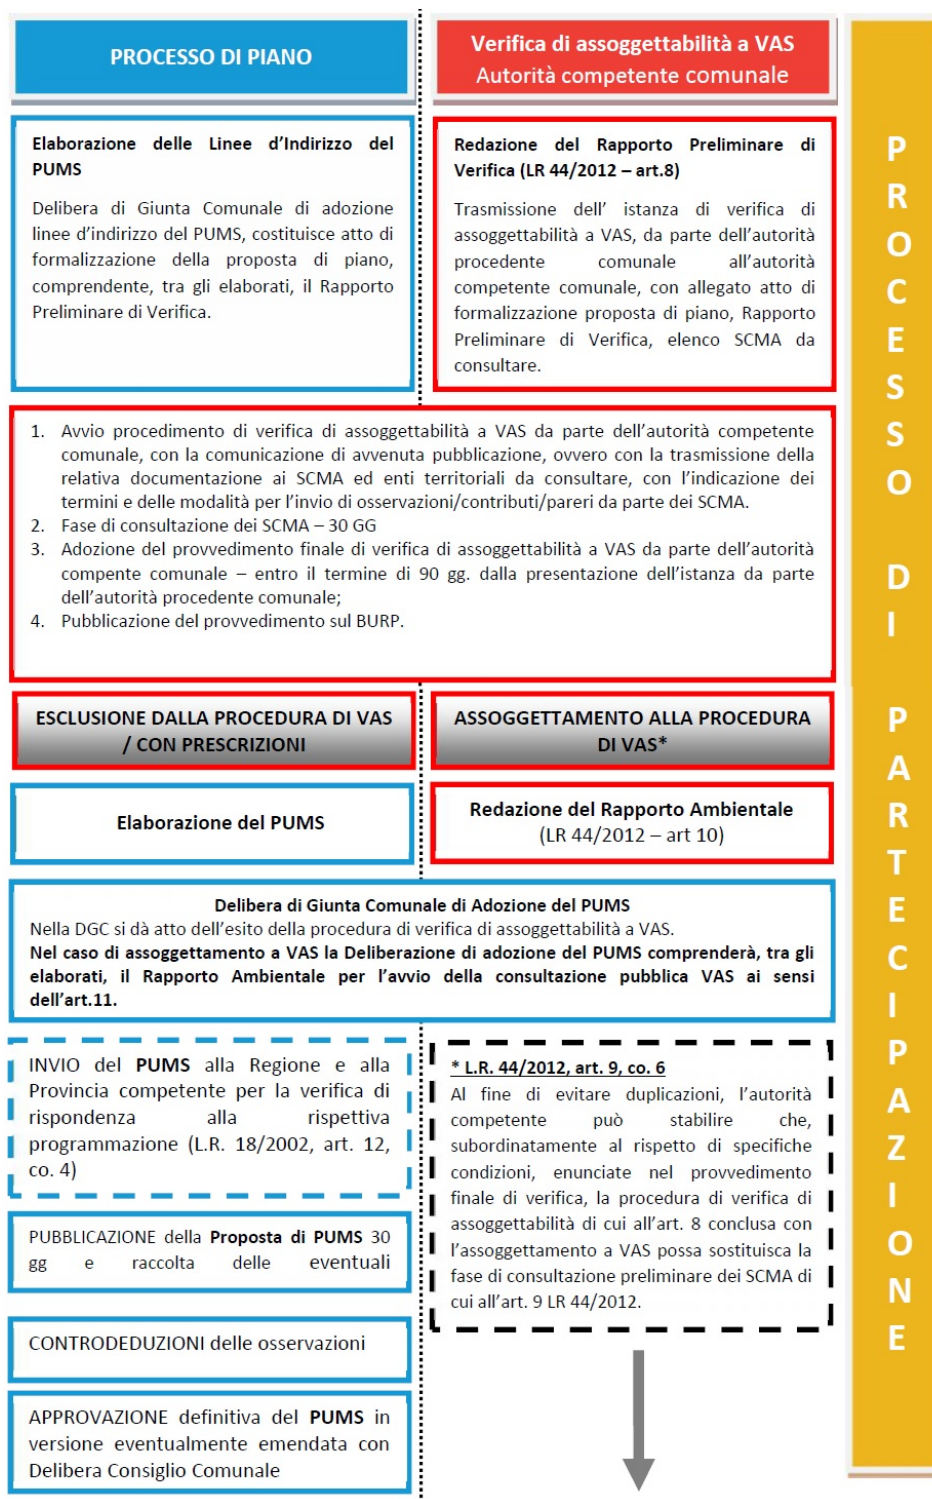 PROCESSO DI PIANO
Verifica di assoggettabilità a VAS
Autorità competente comunale
Elaborazione delle Linee d'Indirizzo del
PUMS
Delibera di Giunta Comunale di adozione
linee d'indirizzo del PUMS, costituisce atto di
formalizzazione della proposta di piano,
comprendente, tra gli elaborati, il Rapporto
Preliminare di Verifica.
Redazione del Rapporto Preliminare di
Verifica (LR 44/2012 – art.8)
Trasmissione dell' istanza di verifica di
assoggettabilità a VAS, da parte dell'autorità
procedente comunale all'autorità
competente comunale, con allegato atto di
formalizzazione proposta di piano, Rapporto
Preliminare di Verifica, elenco SCMA da
consultare.
1. Avvio procedimento di verifica di assoggettabilità a VAS da parte dell'autorità competente
comunale, con la comunicazione di avvenuta pubblicazione, ovvero con la trasmissione della
relativa documentazione ai SCMA ed enti territoriali da consultare, con l'indicazione dei
termini e delle modalità per l'invio di osservazioni/contributi/pareri da parte dei SCMA.
2. Fase di consultazione dei SCMA – 30 GG
3. Adozione del provvedimento finale di verifica di assoggettabilità a VAS da parte dell'autorità
compente comunale – entro il termine di 90 gg. dalla presentazione dell'istanza da parte
dell'autorità procedente comunale;
4. Pubblicazione del provvedimento sul BURP.
ESCLUSIONE DALLA PROCEDURA DI VAS
/ CON PRESCRIZIONI
ASSOGGETTAMENTO ALLA PROCEDURA
DI VAS*
Elaborazione del PUMS
Redazione del Rapporto Ambientale
(LR 44/2012 – art 10)
Delibera di Giunta Comunale di Adozione del PUMS
Nella DGC si dà atto dell'esito della procedura di verifica di assoggettabilità a VAS.
Nel caso di assoggettamento a VAS la Deliberazione di adozione del PUMS comprenderà, tra gli
elaborati, il Rapporto Ambientale per l'avvio della consultazione pubblica VAS ai sensi
dell'art.11.
INVIO del PUMS alla Regione e alla
Provincia competente per la verifica di
rispondenza alla rispettiva
programmazione (L.R. 18/2002, art. 12,
co. 4)
PUBBLICAZIONE della Proposta di PUMS 30
gg e raccolta delle eventuali
CONTRODEDUZIONI delle osservazioni
APPROVAZIONE definitiva del PUMS in
versione eventualmente emendata con
Delibera Consiglio Comunale
* L.R. 44/2012, art. 9, co. 6
Al fine di evitare duplicazioni, l'autorità
competente può stabilire che,
subordinatamente al rispetto di specifiche
condizioni, enunciate nel provvedimento
finale di verifica, la procedura di verifica di
assoggettabilità di cui all'art. 8 conclusa con
l'assoggettamento a VAS possa sostituisca la
fase di consultazione preliminare dei SCMA di
cui all'art. 9 LR 44/2012.
PROCESSO DI PARTECIPAZIONE